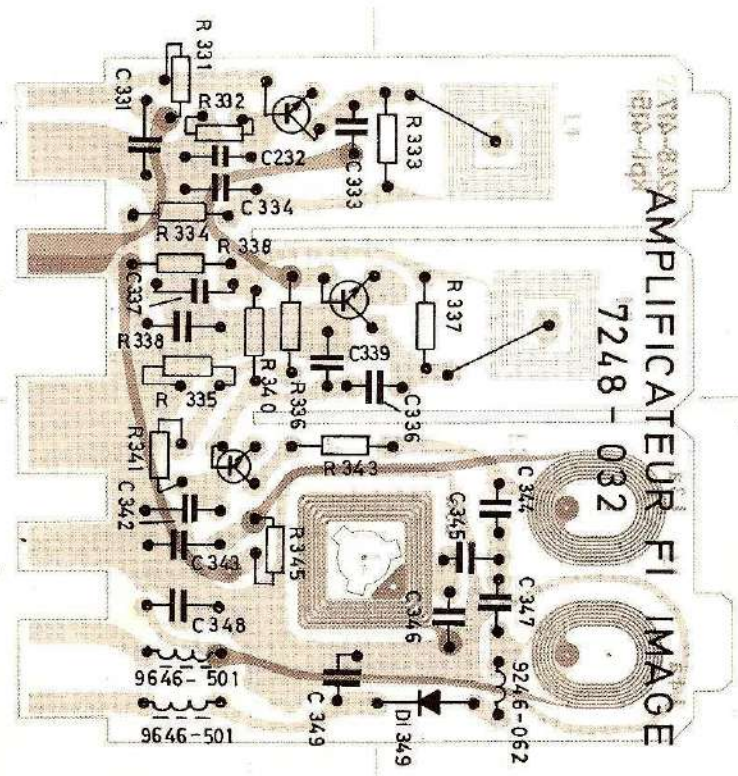 R 331
C 331
R 332
C 232
C 333
R 333
C 334
R 334
R 338
C 337
R 338
R 337
C 339
R 340
R 336
C 336
R 335
R 341
R 343
C 342
C 343
R 345
C 344
C 345
C 346
C 347
C 348
9646-501
9646-501
C 349
DI 349
9246-062
AMPLIFICATEUR FI IMAGE
7248-032